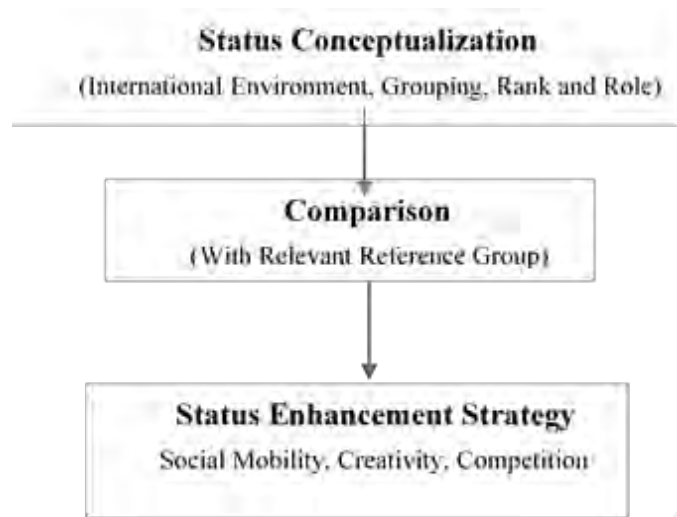 Status Conceptualization
(International Environment, Grouping, Rank and Role)
Comparison
(With Relevant Reference Group)
Status Enhancement Strategy
Social Mobility, Creativity, Competition